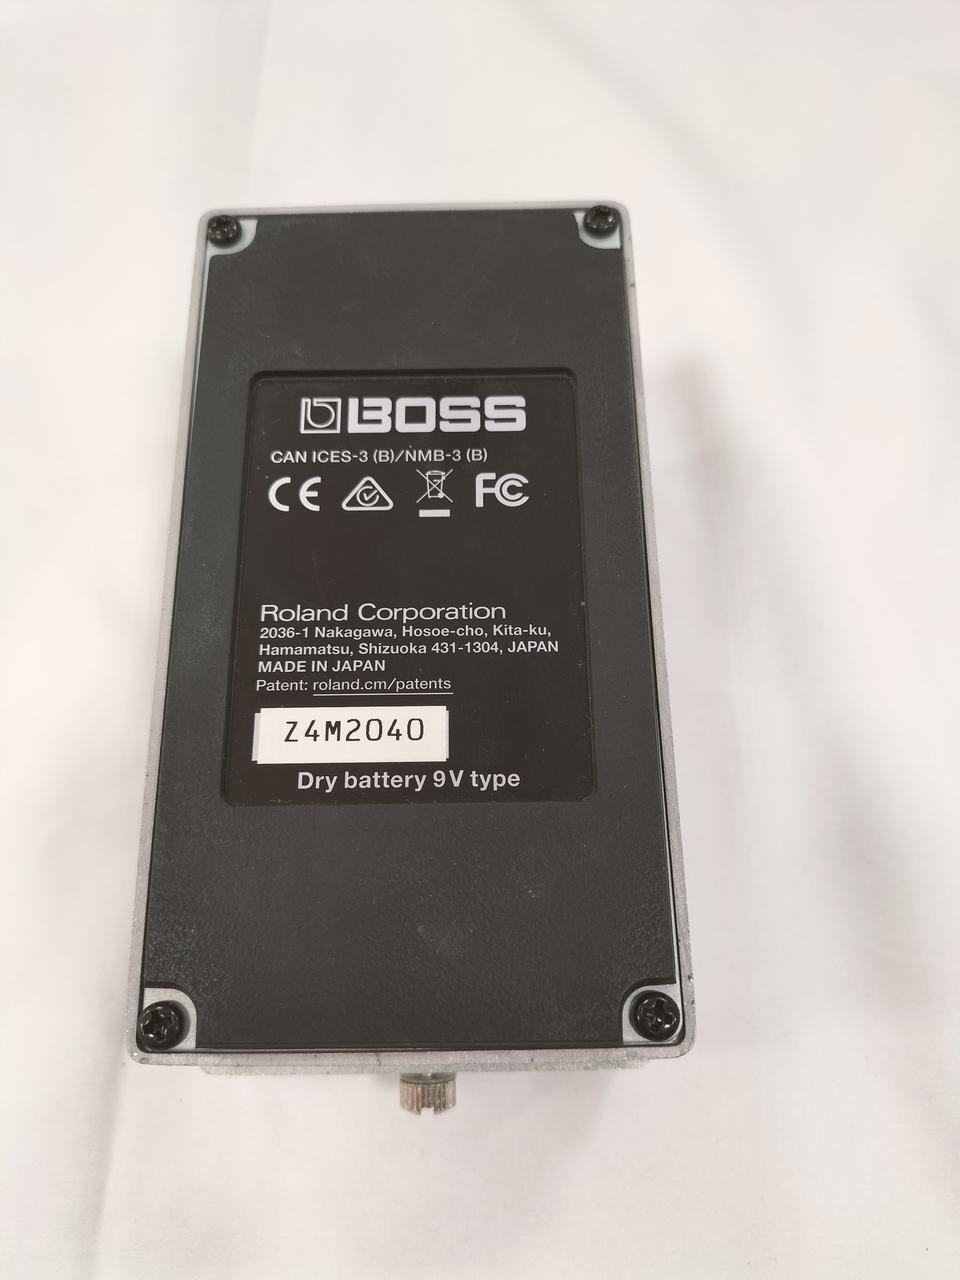 BOSS
CAN ICES-3 (B)/NMB-3 (B)
CE FC
Roland Corporation
2036-1 Nakagawa, Hosoe-cho, Kita-ku,
Hamamatsu, Shizuoka 431-1304, JAPAN
MADE IN JAPAN
Patent: roland.cm/patents
Z4M2040
Dry battery 9V type